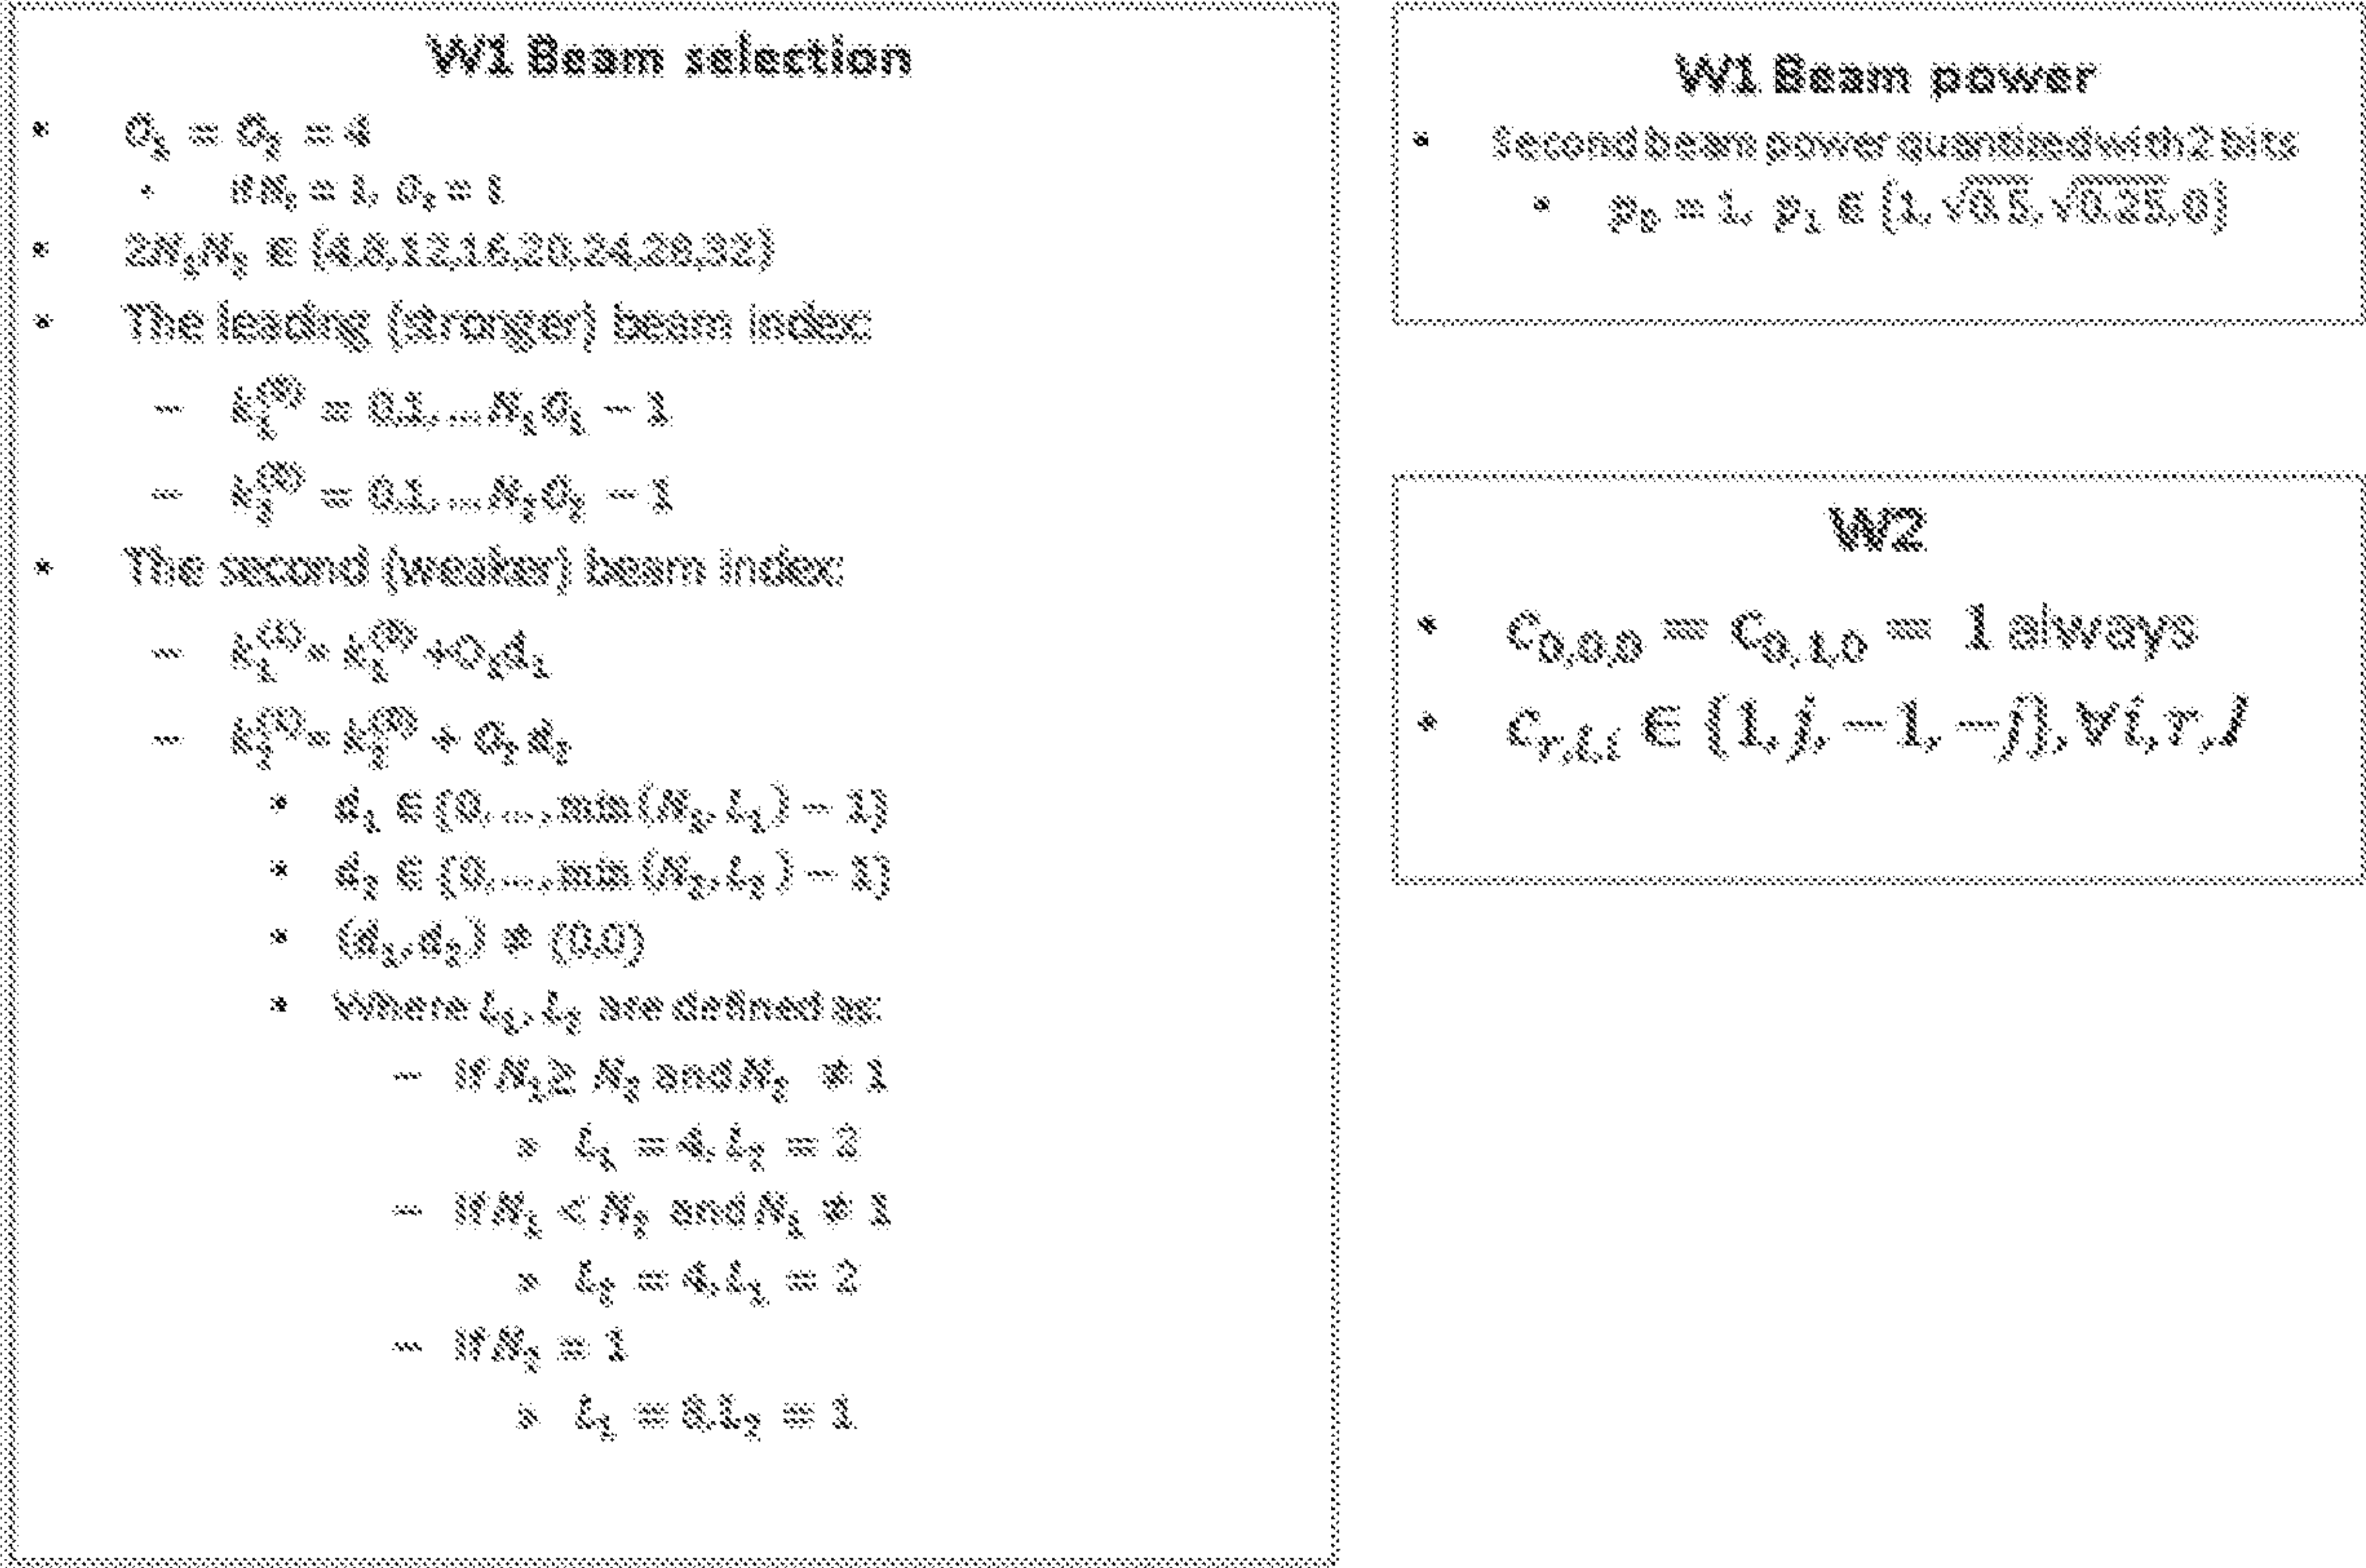 W1 Beam selection
• O₁ = O₂ = 4
• If N₂ = 1, O₂ = 1
• 2N₁N₂ ∈ {4,8,12,16,20,24,28,32}
• The leading (stronger) beam index:
– k₁⁽⁰⁾ = 0,1, ... N₁O₁ − 1
– k₂⁽⁰⁾ = 0,1, ... N₂O₂ − 1
• The second (weaker) beam index:
– k₁⁽¹⁾ = k₁⁽⁰⁾ + O₁d₁
– k₂⁽¹⁾ = k₂⁽⁰⁾ + O₂d₂
• d₁ ∈ {0, ..., min(N₁, L₁) − 1}
• d₂ ∈ {0, ..., min(N₂, L₂) − 1}
• (d₁,d₂) ≠ (0,0)
• Where L₁, L₂ are defined as:
– If N₁ ≥ N₂ and N₂ ≠ 1
» L₁ = 4, L₂ = 2
– If N₁ < N₂ and N₁ ≠ 1
» L₂ = 4, L₁ = 2
– If N₂ = 1
» L₁ = 8, L₂ = 1
W1 Beam power
• Second beam power quantized with 2 bits
• p₀ = 1, p₁ ∈ {1, √0.5, √0.25, 0}
W2
• c₀,₀,₀ = c₀,₁,₀ = 1 always
• c_{r,l,i} ∈ {1, j, −1, −j}, ∀i, r, l